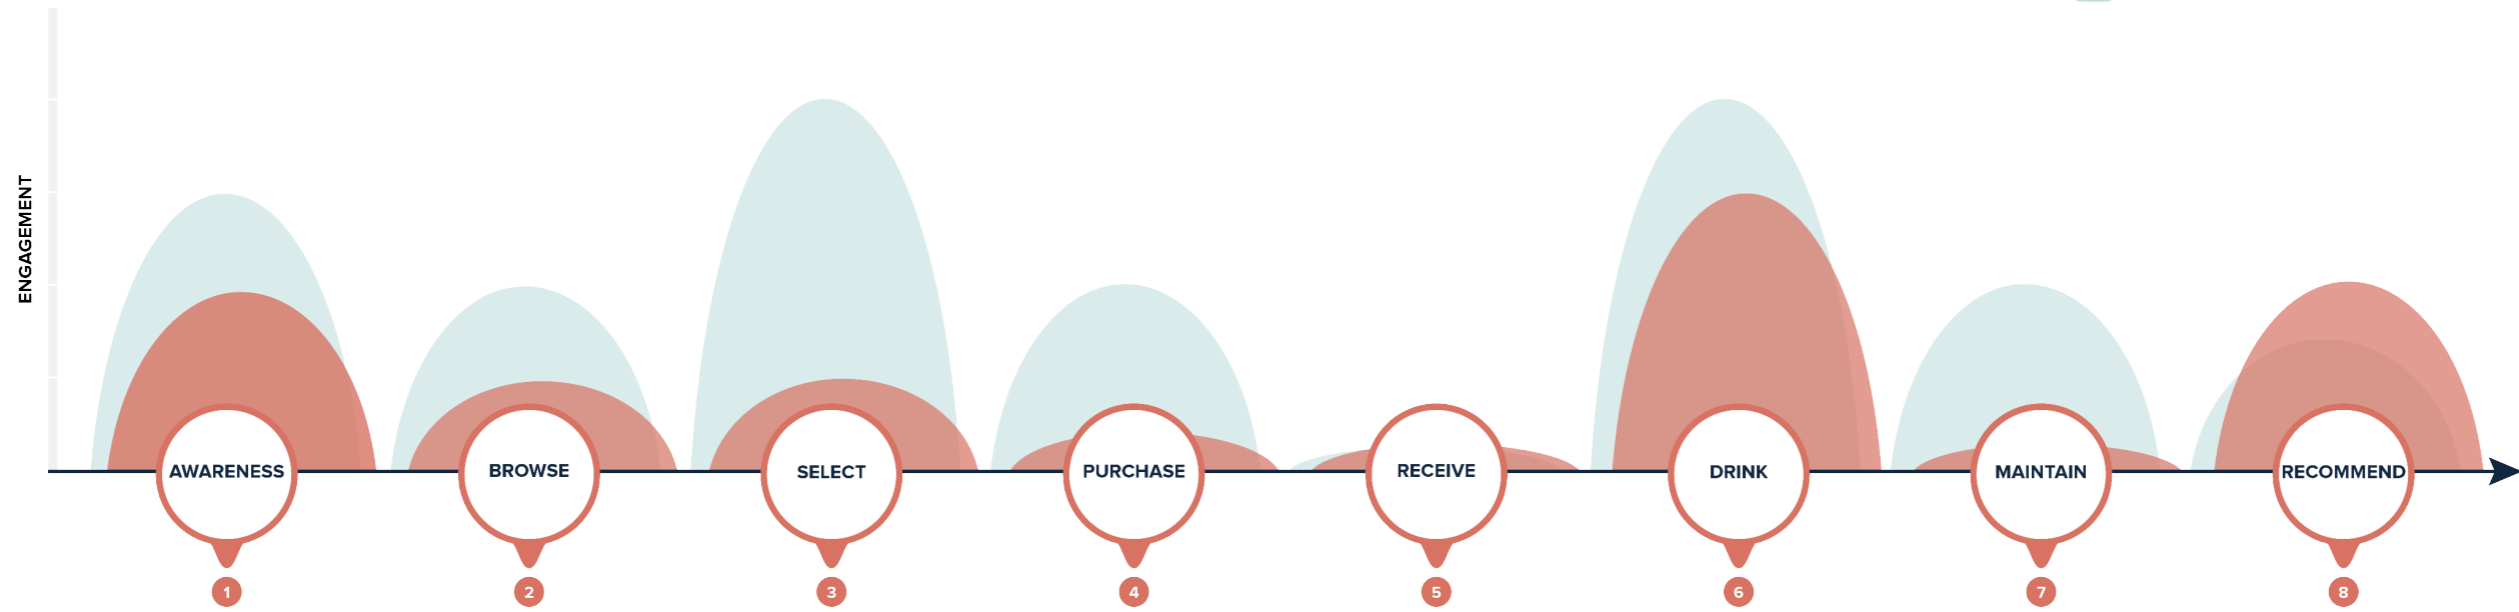 ENGAGEMENT
AWARENESS
BROWSE
SELECT
PURCHASE
RECEIVE
DRINK
MAINTAIN
RECOMMEND
1
2
3
4
5
6
7
8